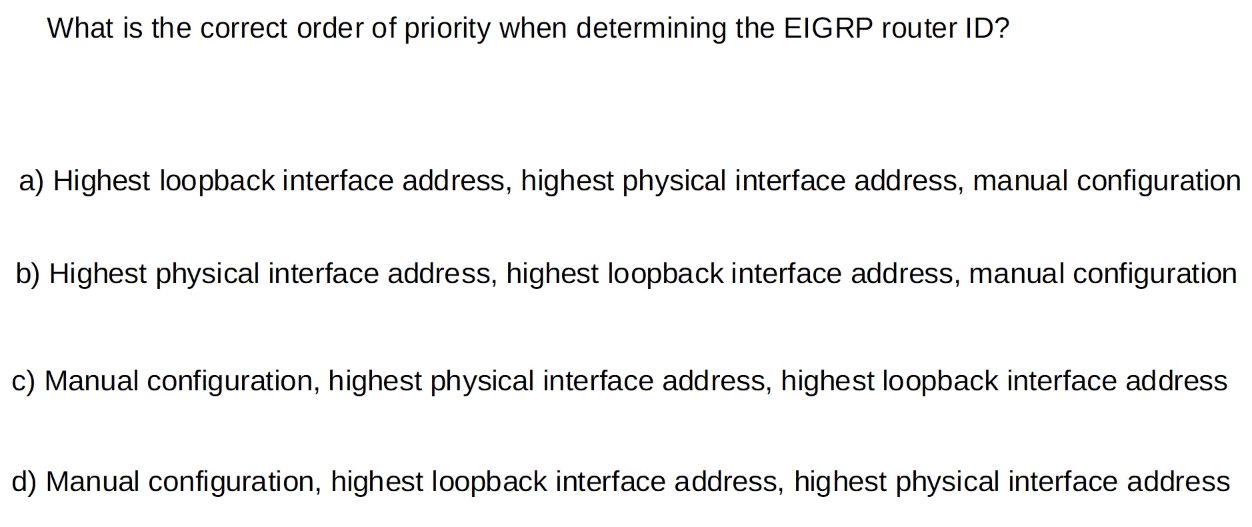 What is the correct order of priority when determining the EIGRP router ID?
a) Highest loopback interface address, highest physical interface address, manual configuration
b) Highest physical interface address, highest loopback interface address, manual configuration
c) Manual configuration, highest physical interface address, highest loopback interface address
d) Manual configuration, highest loopback interface address, highest physical interface address